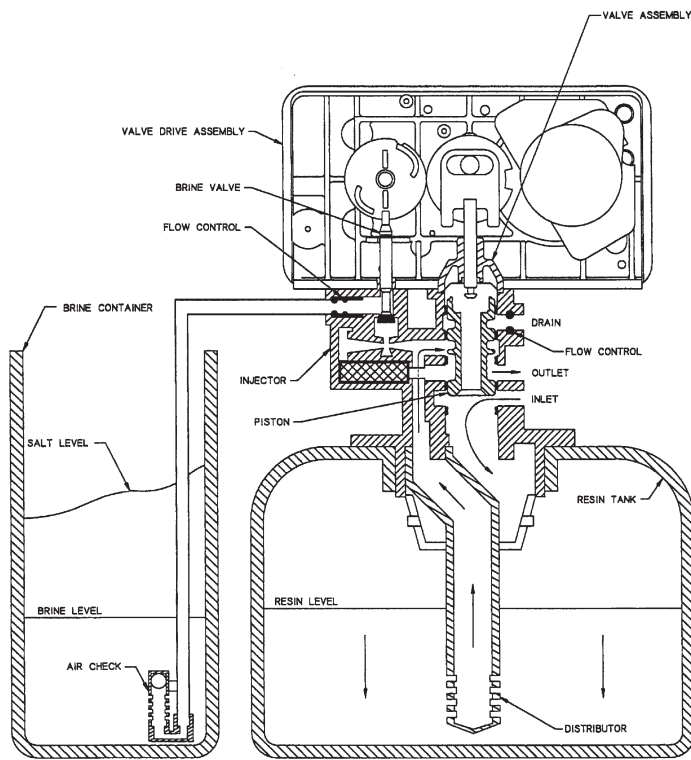 VALVE ASSEMBLY
VALVE DRIVE ASSEMBLY
BRINE VALVE
FLOW CONTROL
BRINE CONTAINER
DRAIN
FLOW CONTROL
INJECTOR
OUTLET
INLET
PISTON
SALT LEVEL
RESIN TANK
BRINE LEVEL
RESIN LEVEL
AIR CHECK
DISTRIBUTOR